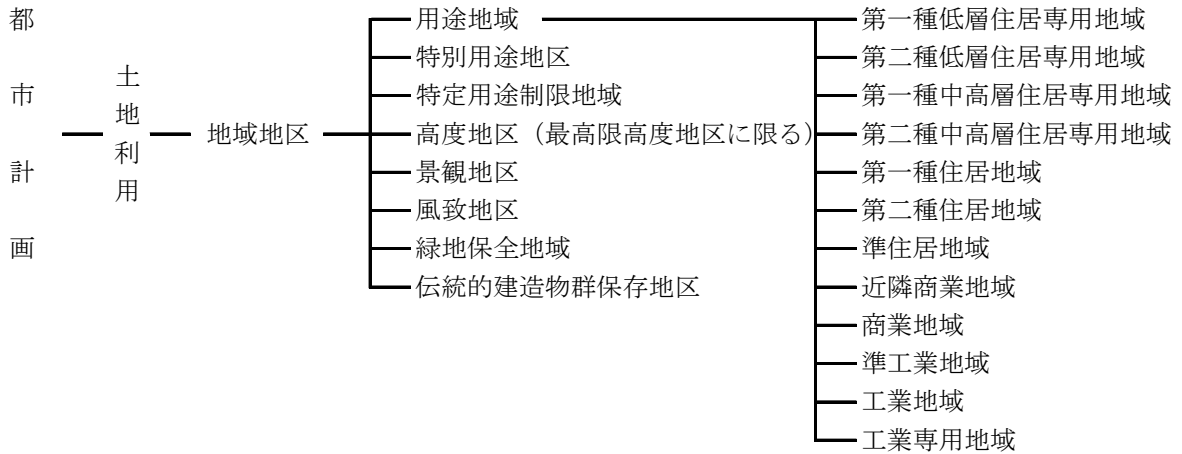 都市計画
土地利用
地域地区
用途地域
特別用途地区
特定用途制限地域
高度地区（最高限高度地区に限る）
景観地区
風致地区
緑地保全地域
伝統的建造物群保存地区
第一種低層住居専用地域
第二種低層住居専用地域
第一種中高層住居専用地域
第二種中高層住居専用地域
第一種住居地域
第二種住居地域
準住居地域
近隣商業地域
商業地域
準工業地域
工業地域
工業専用地域